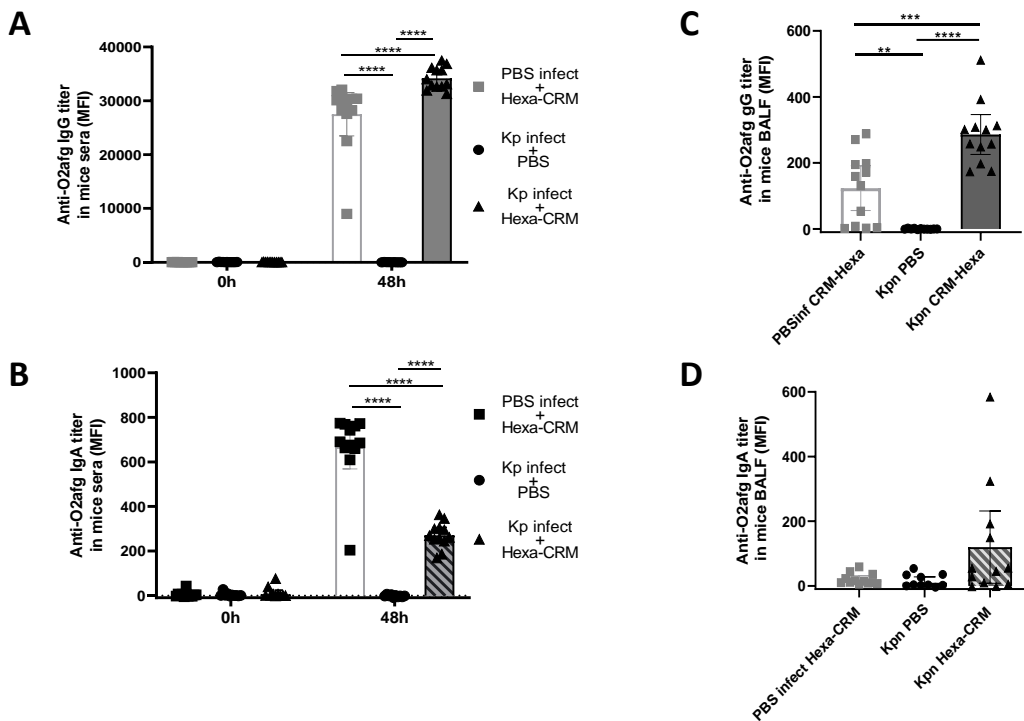 A
Anti-O2afg IgG titer
in mice sera (MFI)
40000
30000
20000
10000
0
0h
48h
****
****
****
PBS infect
+
Hexa-CRM
Kp infect
+
PBS
Kp infect
+
Hexa-CRM
B
Anti-O2afg IgA titer
in mice sera (MFI)
1000
800
600
400
200
0
0h
48h
****
****
****
PBS infect
+
Hexa-CRM
Kp infect
+
PBS
Kp infect
+
Hexa-CRM
C
Anti-O2afg gG titer
in mice BALF (MFI)
600
400
200
0
***
****
**
PBSinf CRM-Hexa
Kpn PBS
Kpn CRM-Hexa
D
Anti-O2afg IgA titer
in mice BALF (MFI)
600
400
200
0
PBS infect Hexa-CRM
Kpn PBS
Kpn Hexa-CRM